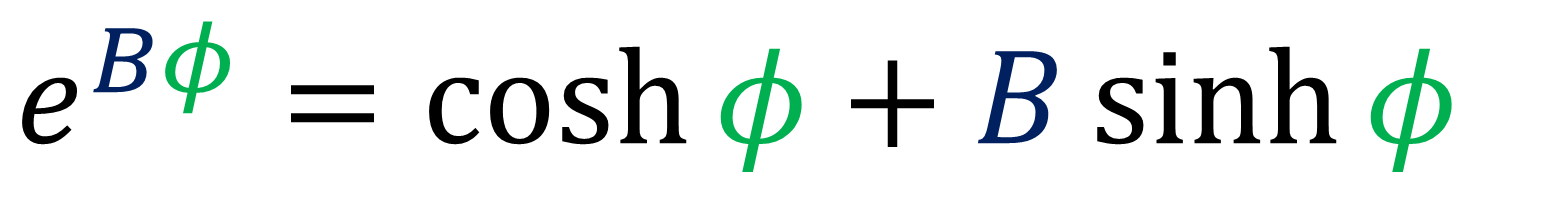 e^{Bϕ} = cosh ϕ + B sinh ϕ